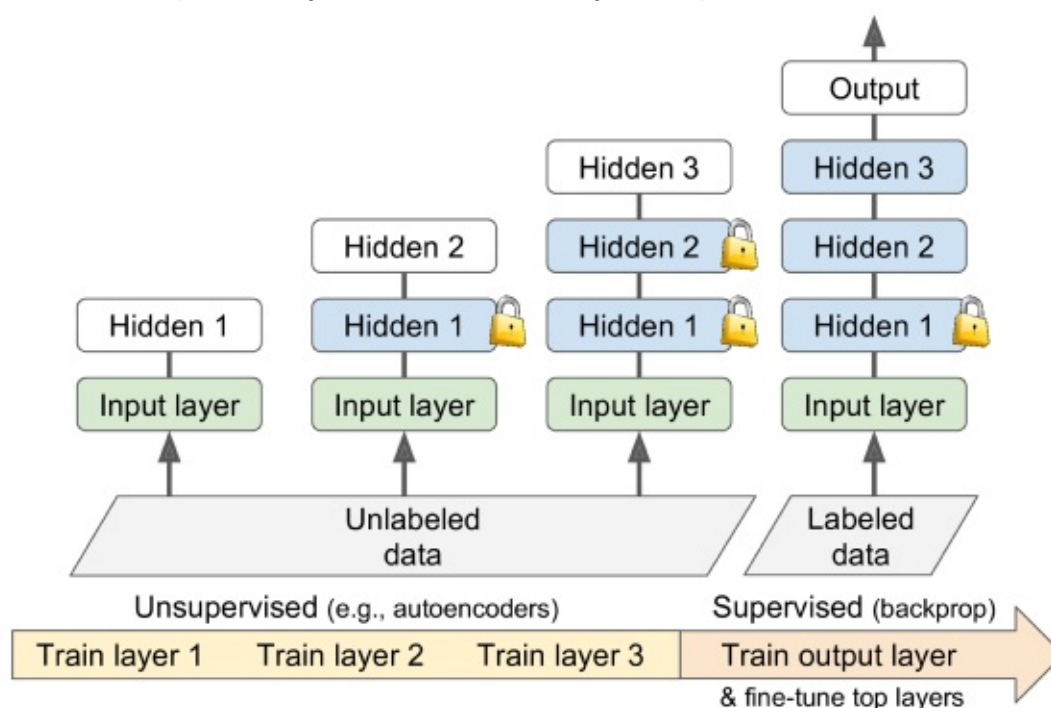 Output
Hidden 3
Hidden 3
Hidden 2
Hidden 2
Hidden 2
Hidden 1
Hidden 1
Hidden 1
Hidden 1
Input layer
Input layer
Input layer
Input layer
Unlabeled
data
Labeled
data
Unsupervised (e.g., autoencoders)
Supervised (backprop)
Train layer 1
Train layer 2
Train layer 3
Train output layer
& fine-tune top layers